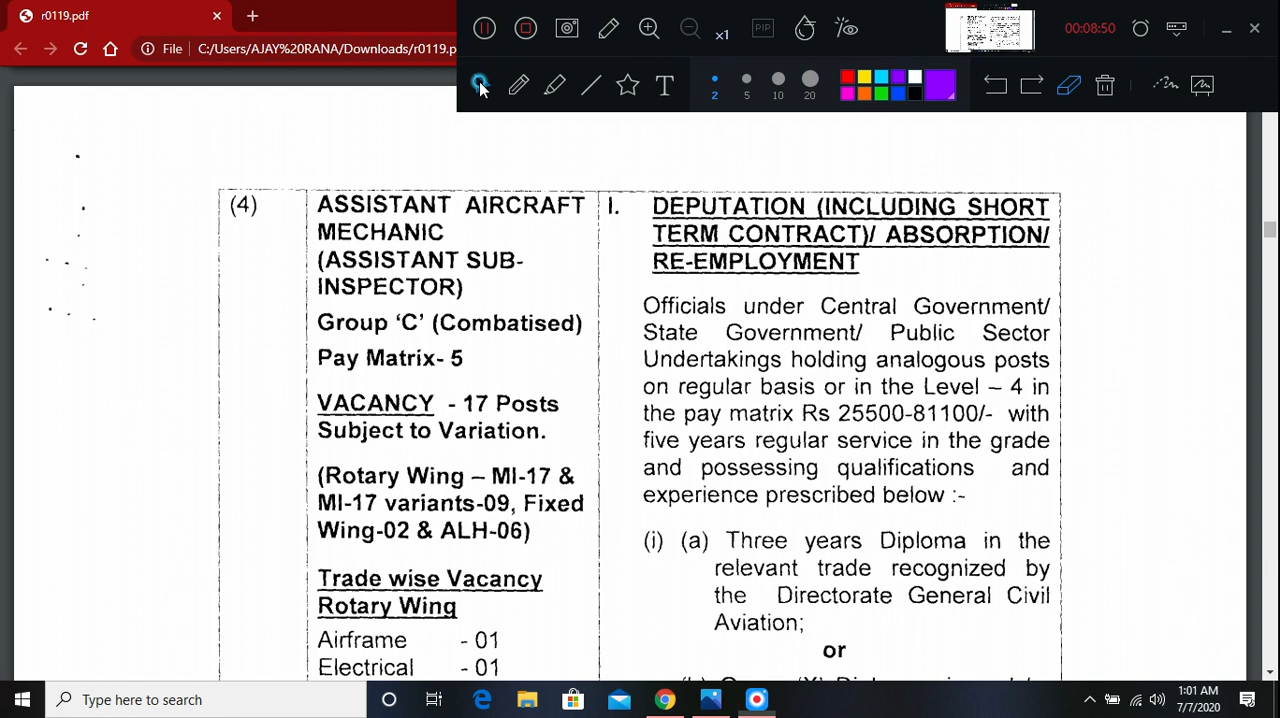 r0119.pdf
x1
PIP
00:08:50
File
C:/Users/AJAY%20RANA/Downloads/r0119.p
T
2
5
10
20
(4)
ASSISTANT AIRCRAFT
MECHANIC
(ASSISTANT SUB-
INSPECTOR)
Group ‘C’ (Combatised)
Pay Matrix- 5
VACANCY - 17 Posts
Subject to Variation.
(Rotary Wing – MI-17 &
MI-17 variants-09, Fixed
Wing-02 & ALH-06)
Trade wise Vacancy
Rotary Wing
Airframe - 01
Electrical - 01
I. DEPUTATION (INCLUDING SHORT
TERM CONTRACT)/ ABSORPTION/
RE-EMPLOYMENT
Officials under Central Government/
State Government/ Public Sector
Undertakings holding analogous posts
on regular basis or in the Level – 4 in
the pay matrix Rs 25500-81100/- with
five years regular service in the grade
and possessing qualifications and
experience prescribed below :-
(i) (a) Three years Diploma in the
relevant trade recognized by
the Directorate General Civil
Aviation;
or
Type here to search
1:01 AM
7/7/2020